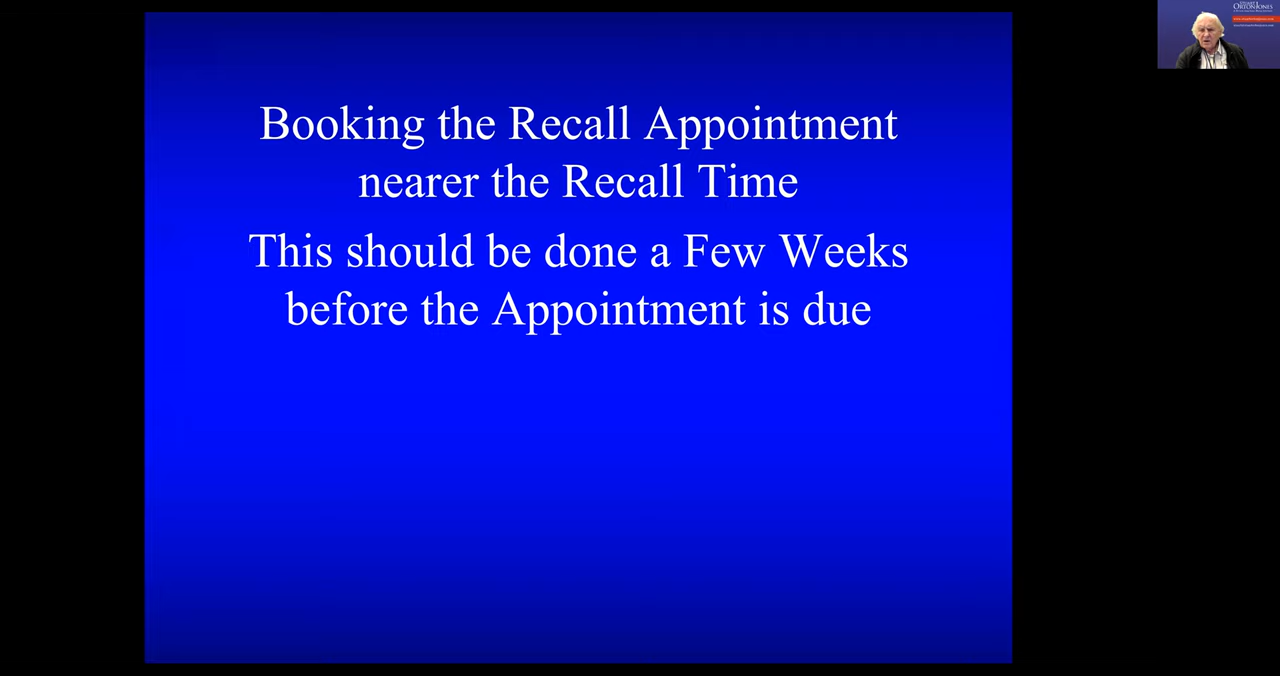 Booking the Recall Appointment
nearer the Recall Time
This should be done a Few Weeks
before the Appointment is due
ORTONJONES